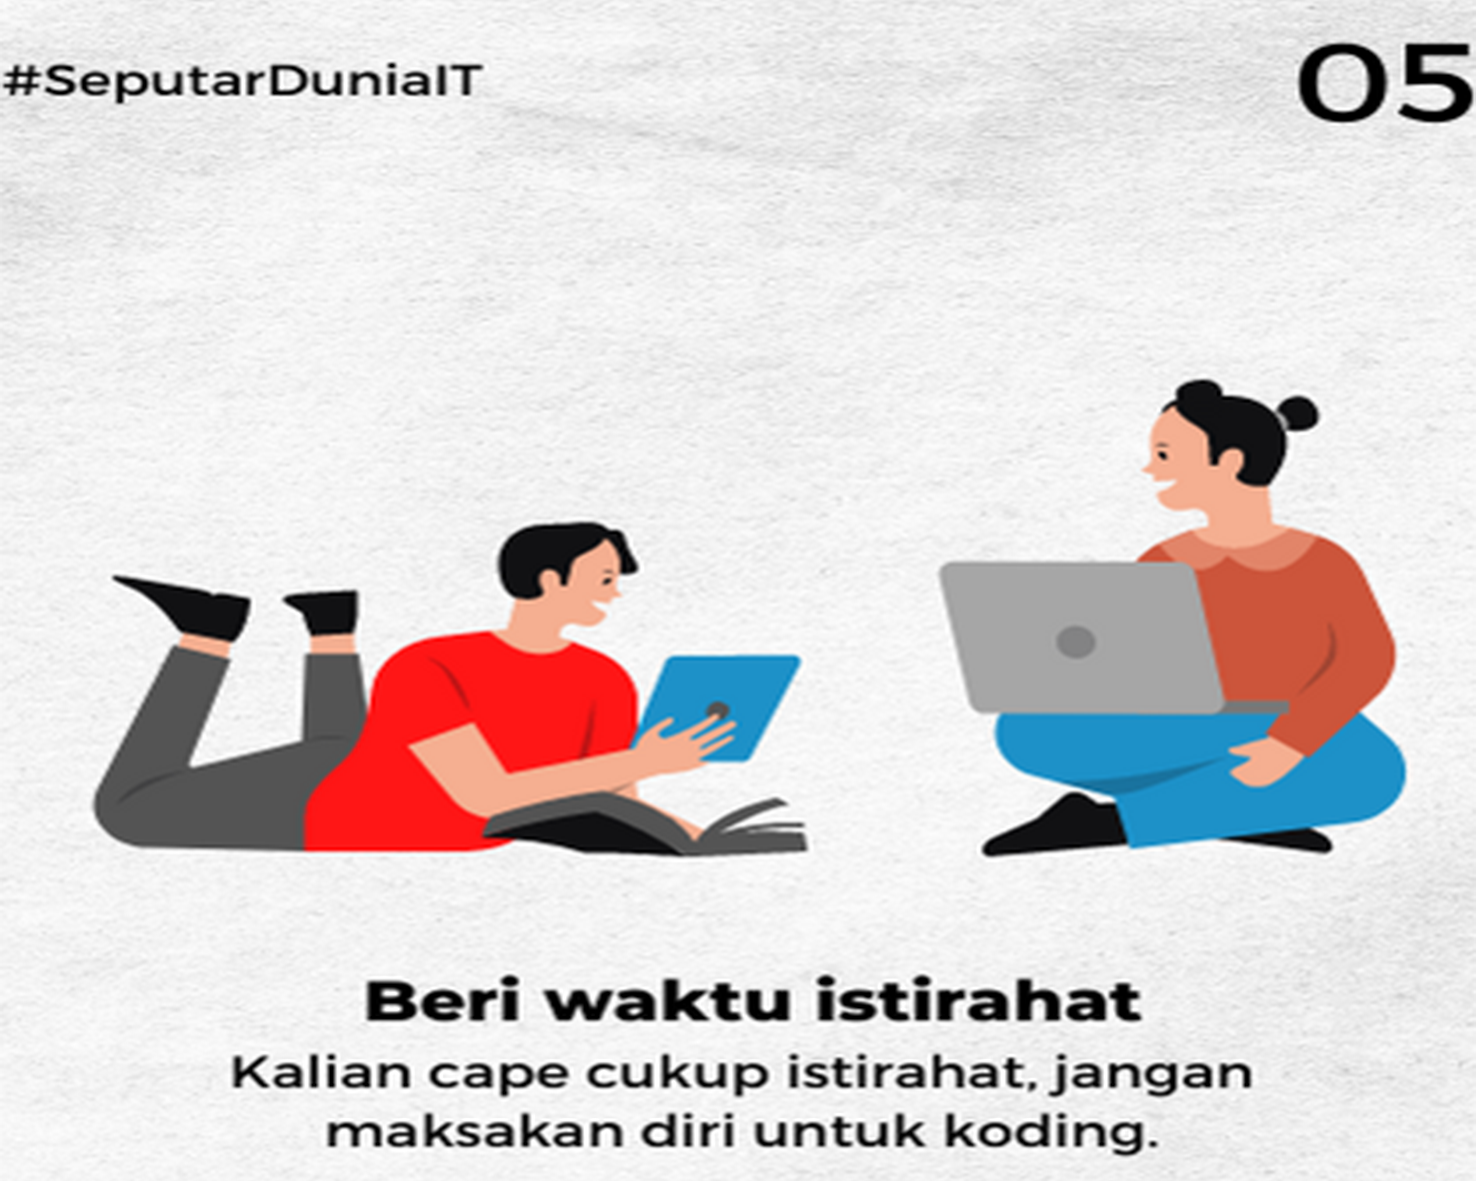 #SeputarDuniaIT
05
Beri waktu istirahat
Kalian cape cukup istirahat, jangan
maksakan diri untuk koding.